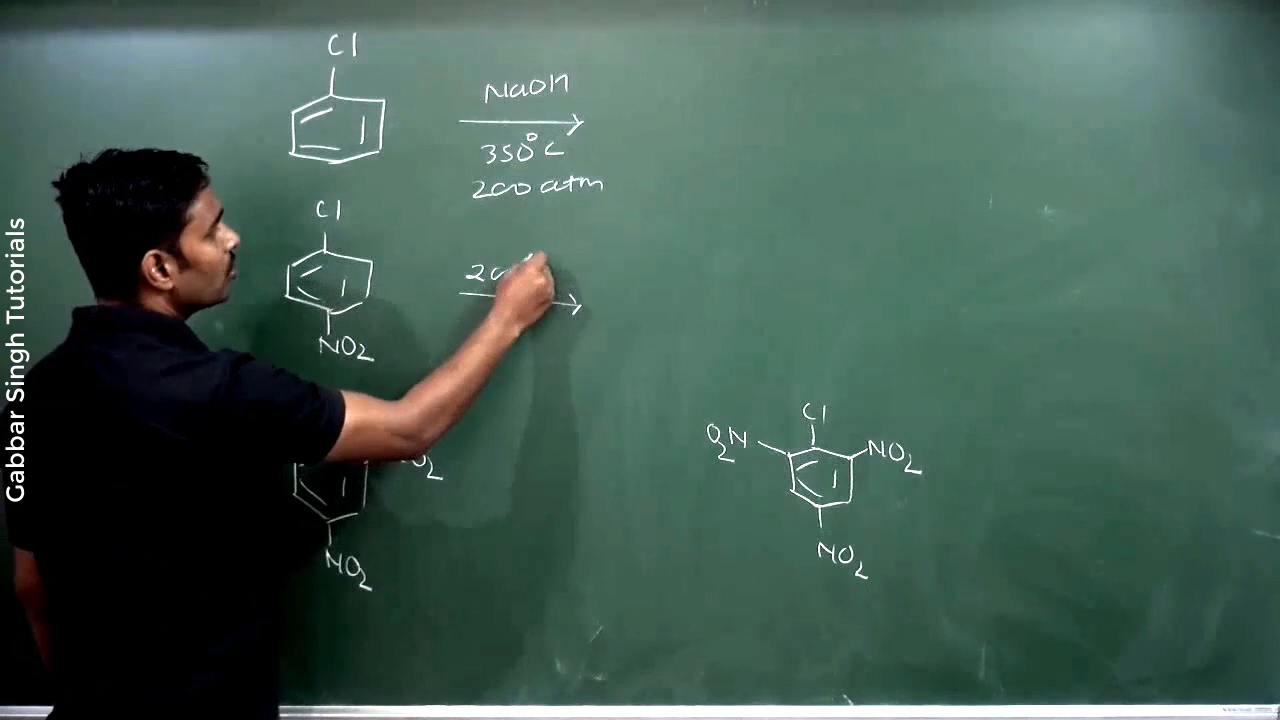 Cl
NaOH
350°C
200 atm
Cl
NO2
Cl
O2N
NO2
NO2
NO2
Gabbar Singh Tutorials